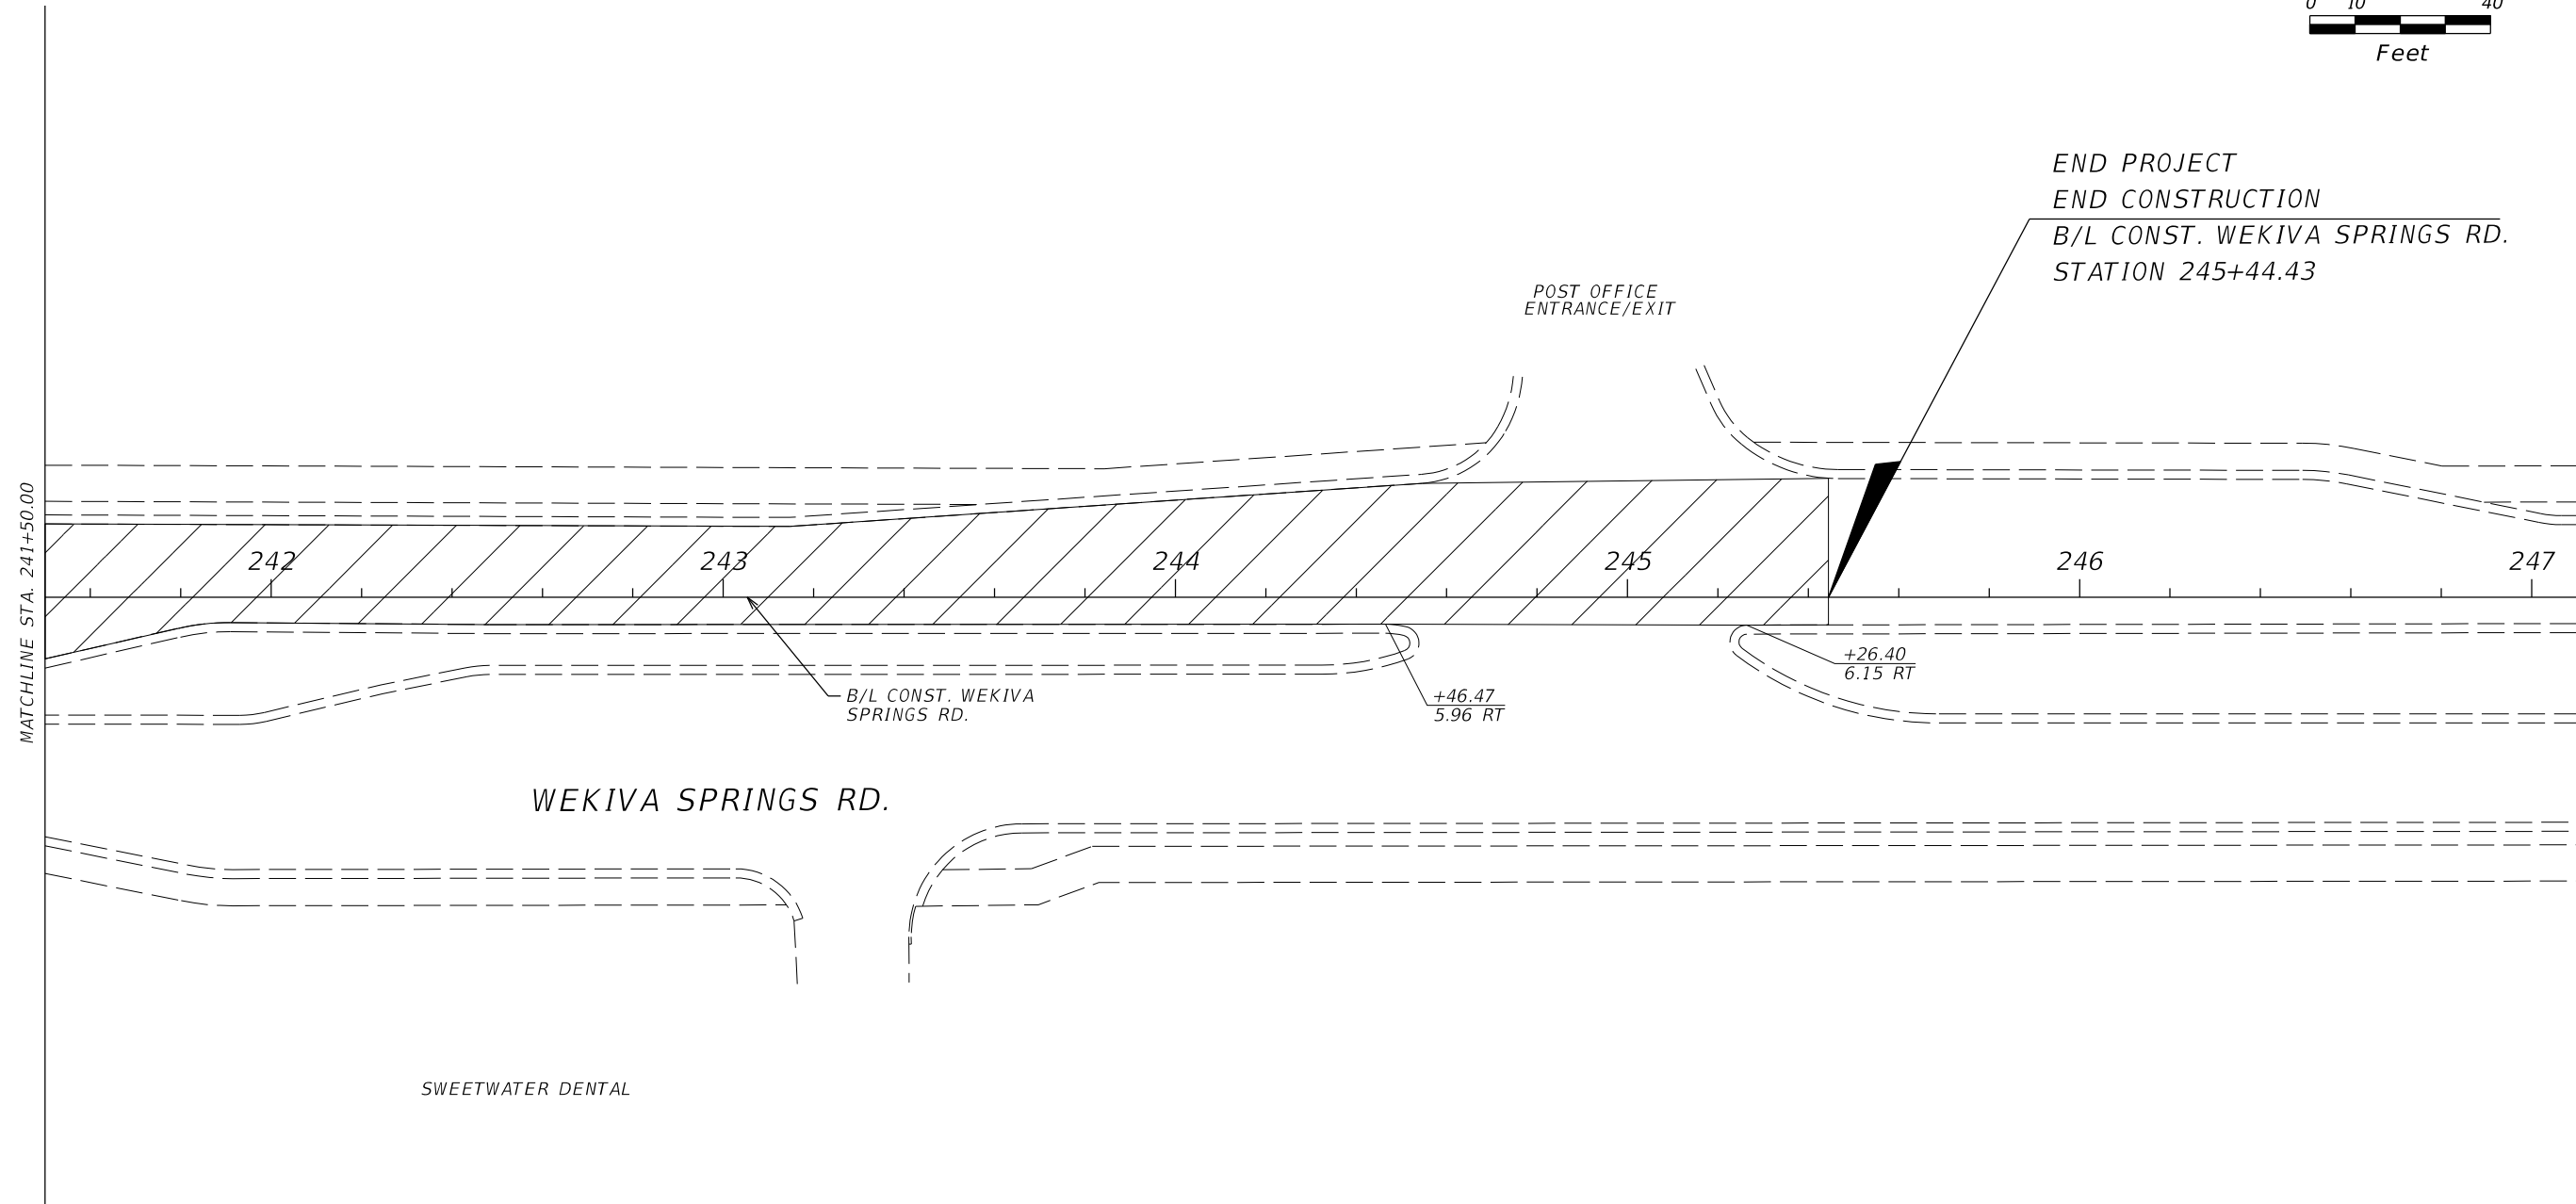 0 10 40
Feet
END PROJECT
END CONSTRUCTION
B/L CONST. WEKIVA SPRINGS RD.
STATION 245+44.43
POST OFFICE
ENTRANCE/EXIT
MATCHLINE STA. 241+50.00
242 243 244 245 246 247
+26.40
6.15 RT
B/L CONST. WEKIVA
SPRINGS RD.
+46.47
5.96 RT
WEKIVA SPRINGS RD.
SWEETWATER DENTAL